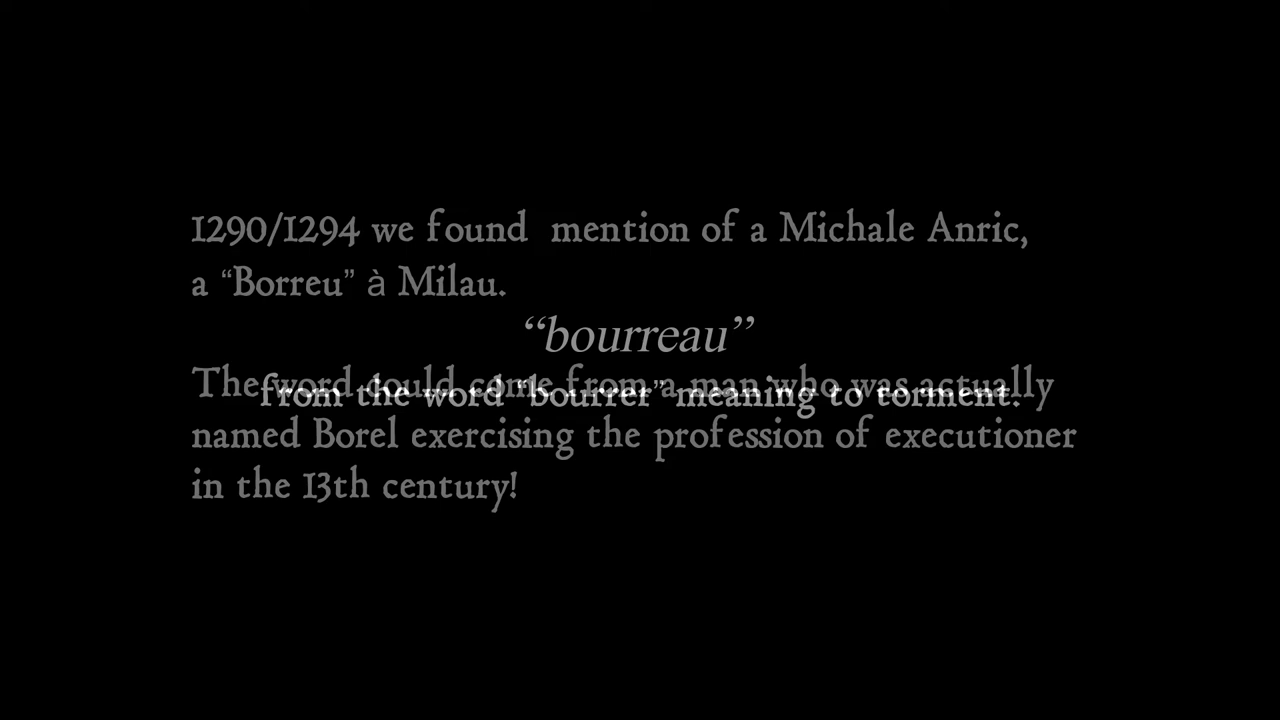 1290/1294 we found mention of a Michale Anric,
a “Borreu” à Milau.
“bourreau”
The word could come from a man who was actually
from the word “bourrer” meaning to torment.
named Borel exercising the profession of executioner
in the 13th century!